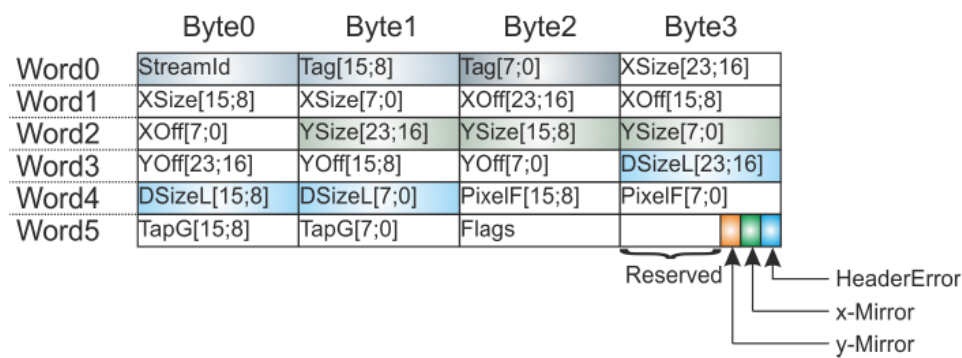 Byte0 Byte1 Byte2 Byte3
Word0 StreamId Tag[15;8] Tag[7;0] XSize[23;16]
Word1 XSize[15;8] XSize[7;0] XOff[23;16] XOff[15;8]
Word2 XOff[7;0] YSize[23;16] YSize[15;8] YSize[7;0]
Word3 YOff[23;16] YOff[15;8] YOff[7;0] DSizeL[23;16]
Word4 DSizeL[15;8] DSizeL[7;0] PixelF[15;8] PixelF[7;0]
Word5 TapG[15;8] TapG[7;0] Flags
Reserved
HeaderError
x-Mirror
y-Mirror